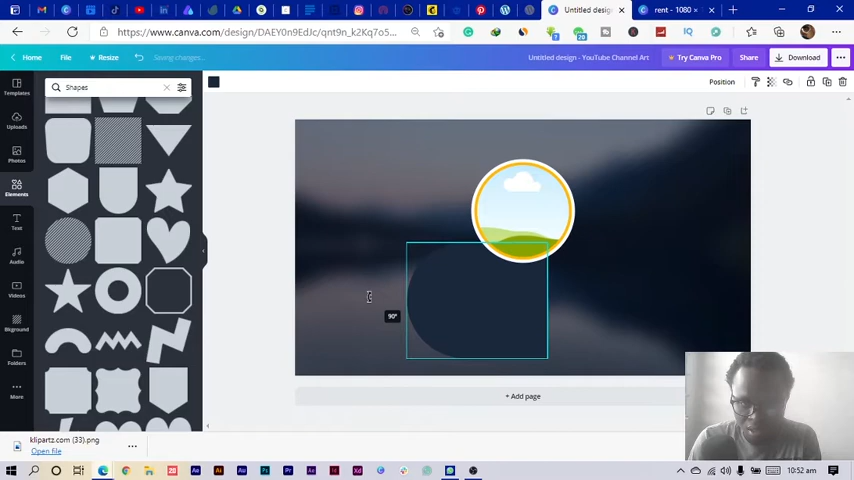 Untitled design
rent - 1080 ×
https://www.canva.com/design/DAEY0n9EdJc/qnt9n_k2Kq7o5...
Home
File
Resize
Saving changes...
Untitled design - YouTube Channel Art
Try Canva Pro
Share
Download
Templates
Uploads
Photos
Elements
Text
Audio
Videos
Bkground
Folders
More
Shapes
Position
90°
+ Add page
klipartz.com (33).png
Open file
10:52 am